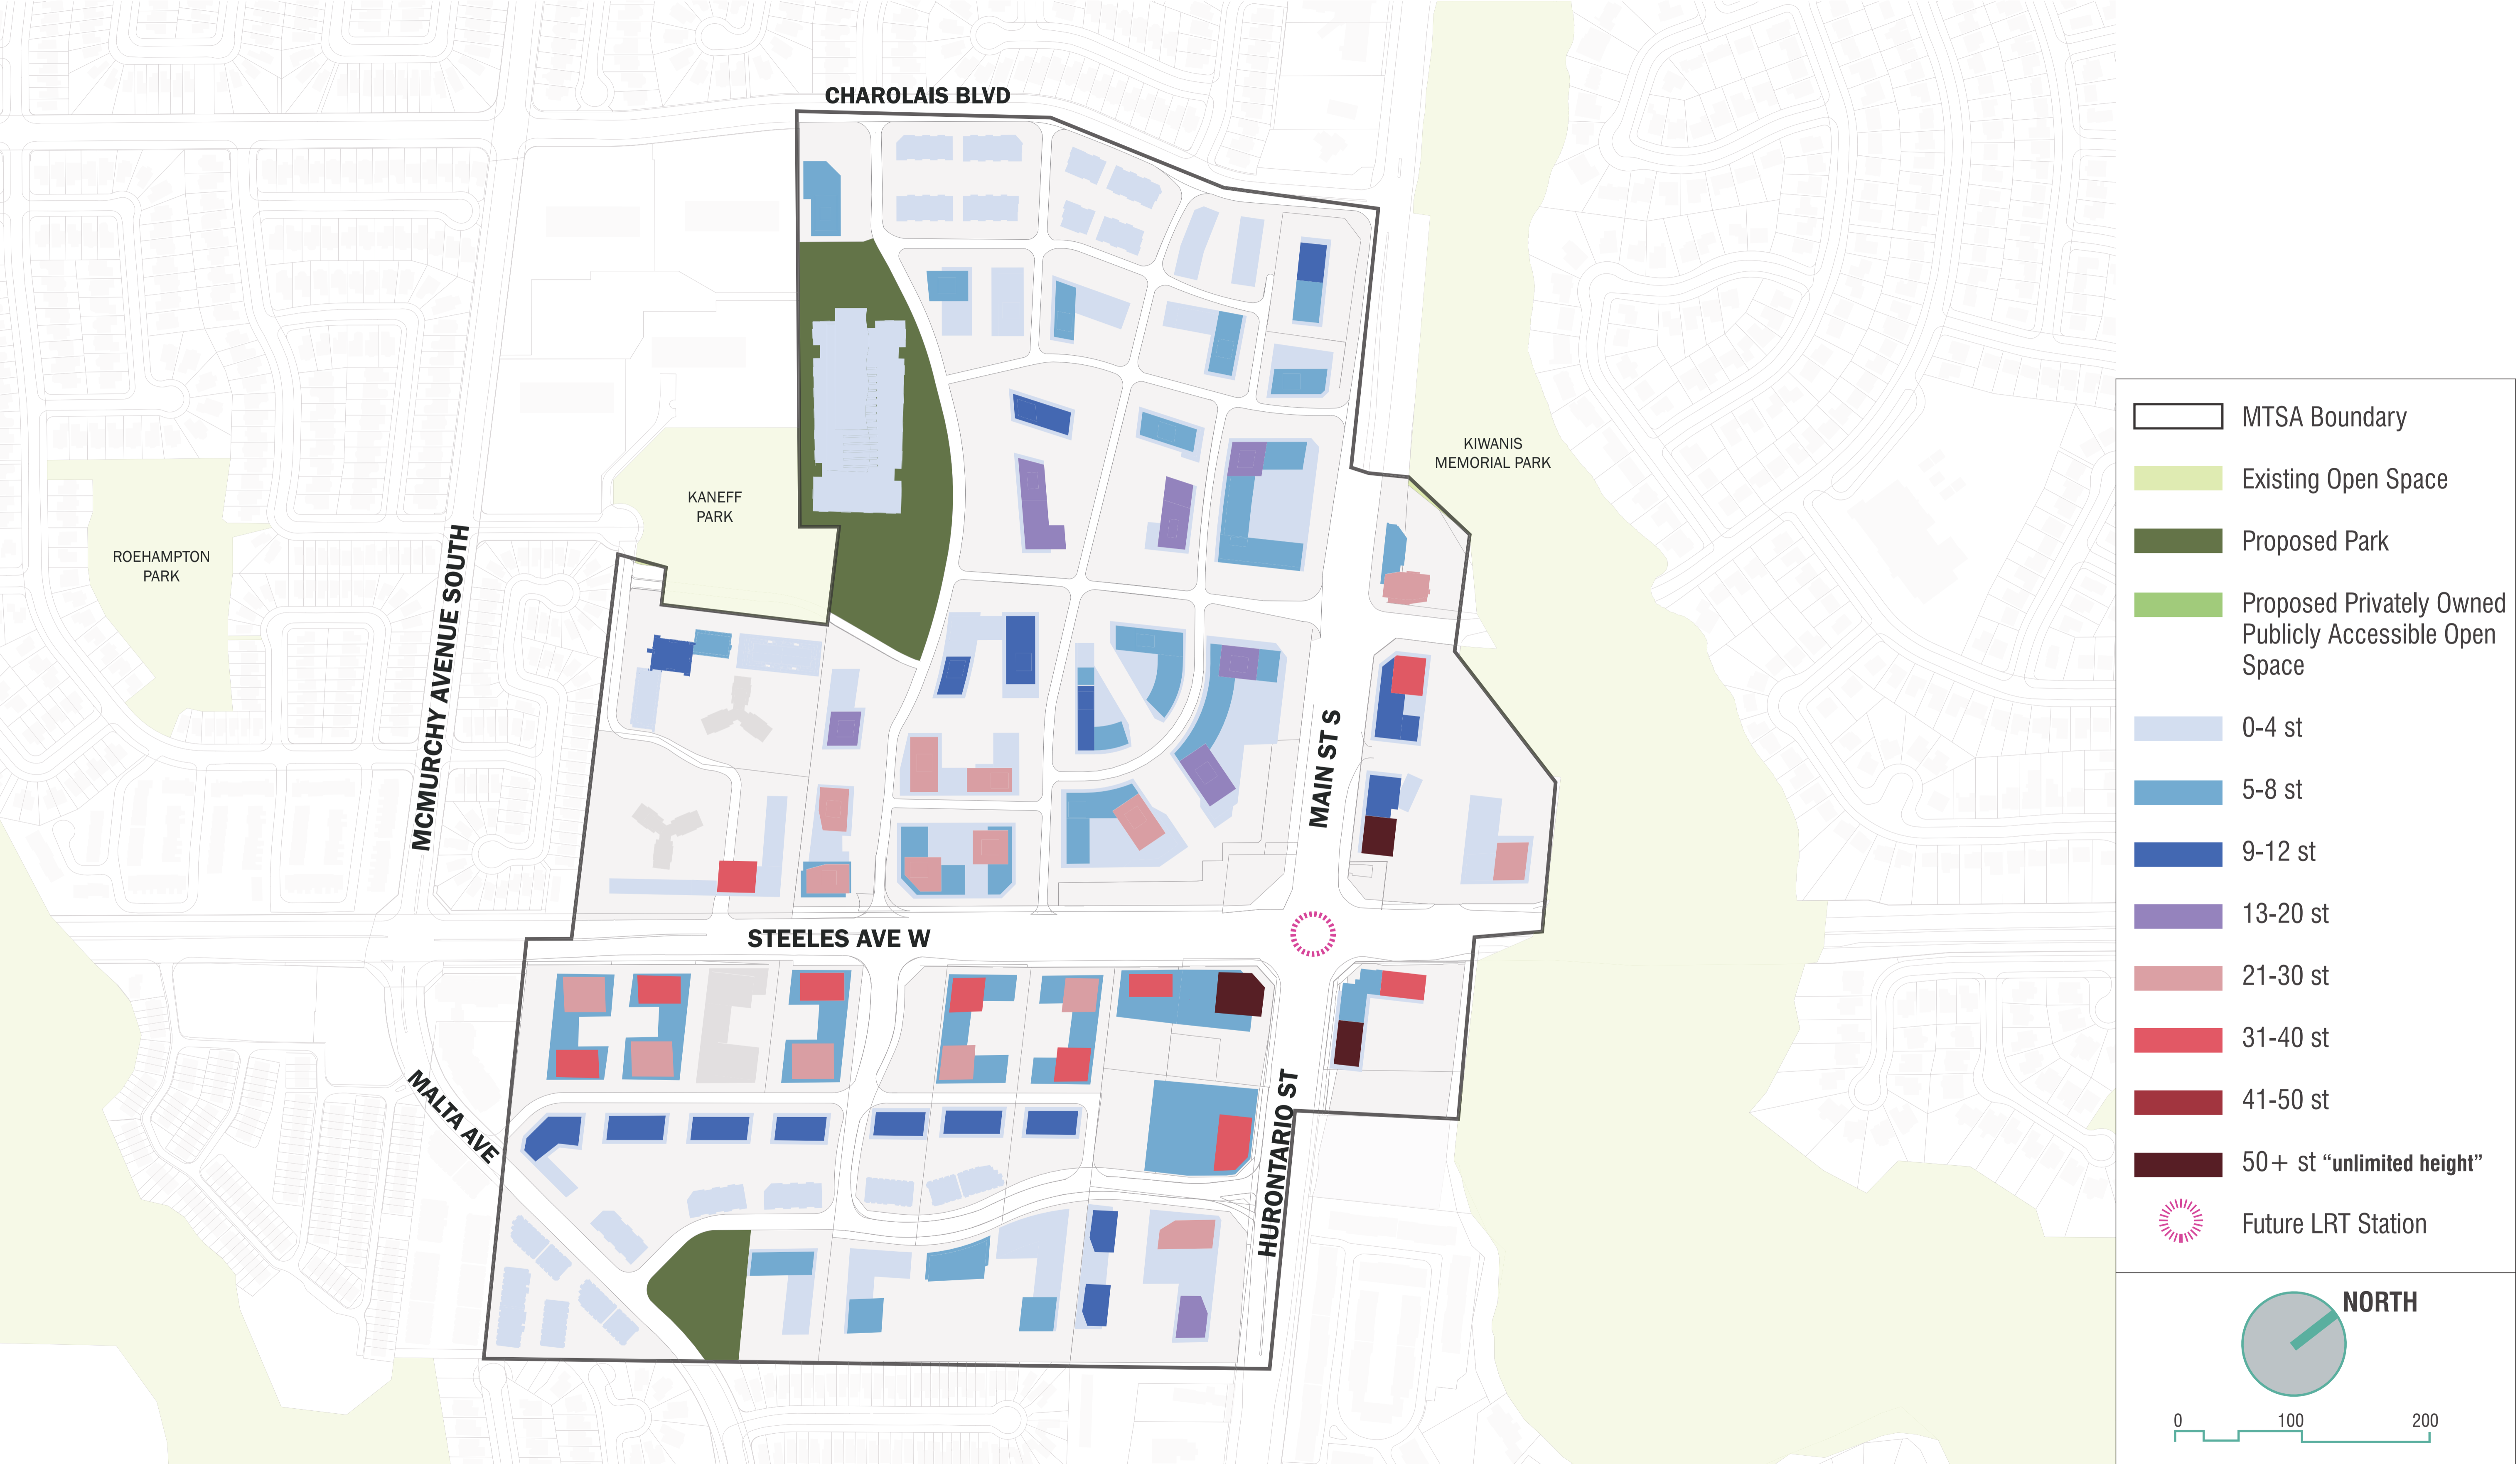 CHAROLAIS BLVD
KIWANIS
MEMORIAL PARK
KANEFF
PARK
ROEHAMPTON
PARK
MCMURCHY AVENUE SOUTH
MAIN ST S
STEELES AVE W
MALTA AVE
HURONTARIO ST
MTSA Boundary
Existing Open Space
Proposed Park
Proposed Privately Owned
Publicly Accessible Open
Space
0-4 st
5-8 st
9-12 st
13-20 st
21-30 st
31-40 st
41-50 st
50+ st “unlimited height”
Future LRT Station
NORTH
0 100 200